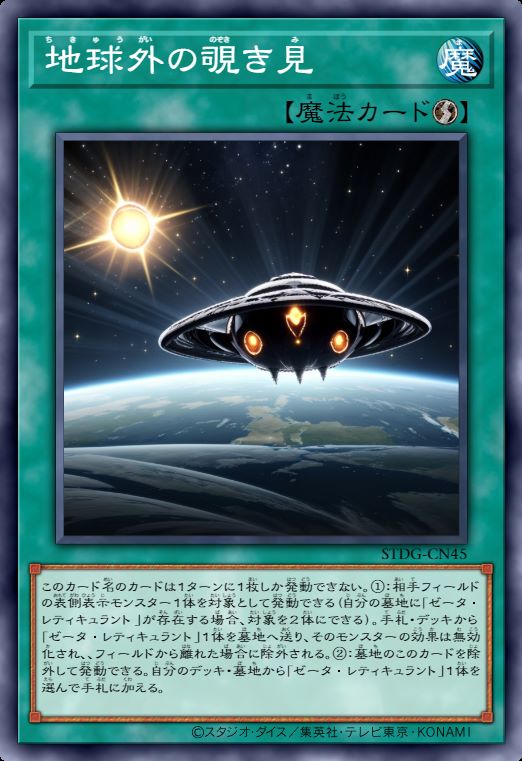 地球外の覗き見
【魔法カード】
STDG-CN45
このカード名のカードは1ターンに1枚しか発動できない。①:相手フィールド
の表側表示モンスター1体を対象として発動できる(自分の墓地に「ゼータ・
レティキュラント」が存在する場合、対象を2体にできる)。手札・デッキから
「ゼータ・レティキュラント」1体を墓地へ送り、そのモンスターの効果は無効
化され、、フィールドから離れた場合に除外される。②:墓地のこのカードを除
外して発動できる。自分のデッキ・墓地から「ゼータ・レティキュラント」1体を
選んで手札に加える。
©スタジオ・ダイス/集英社・テレビ東京・KONAMI